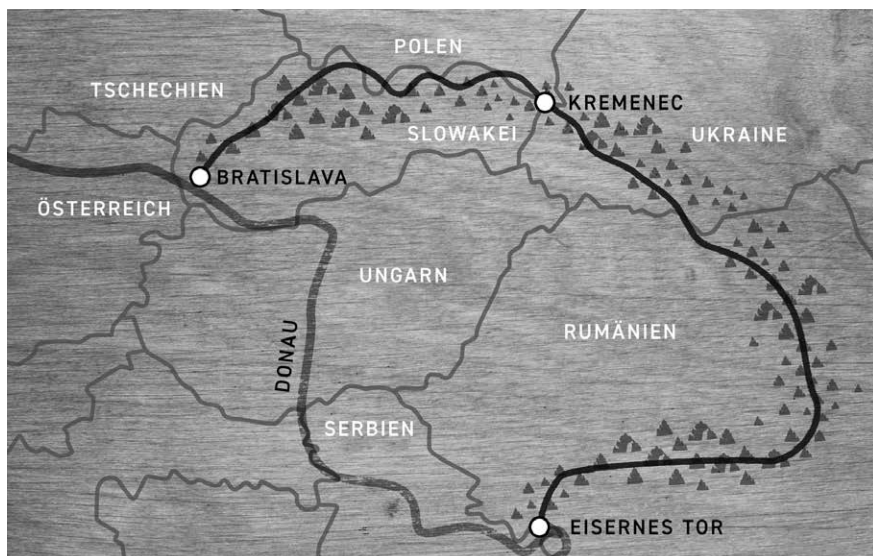 POLEN
TSCHECHIEN
KREMENEC
SLOWAKEI
UKRAINE
BRATISLAVA
ÖSTERREICH
UNGARN
RUMÄNIEN
DONAU
SERBIEN
EISERNES TOR